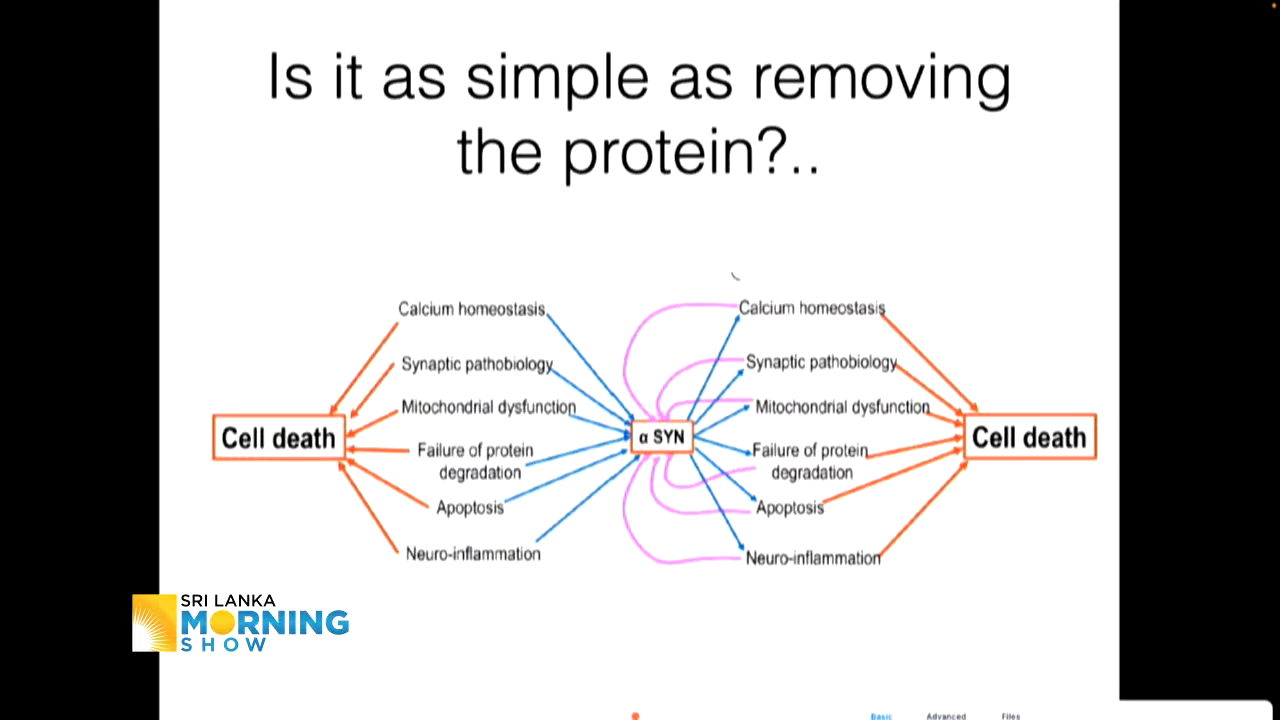 Is it as simple as removing
the protein?..
Calcium homeostasis
Synaptic pathobiology
Mitochondrial dysfunction
Failure of protein
degradation
Apoptosis
Neuro-inflammation
Cell death
α SYN
Calcium homeostasis
Synaptic pathobiology
Mitochondrial dysfunction
Failure of protein
degradation
Apoptosis
Neuro-inflammation
Cell death
SRI LANKA
MORNING
SHOW
Basic Advanced Files